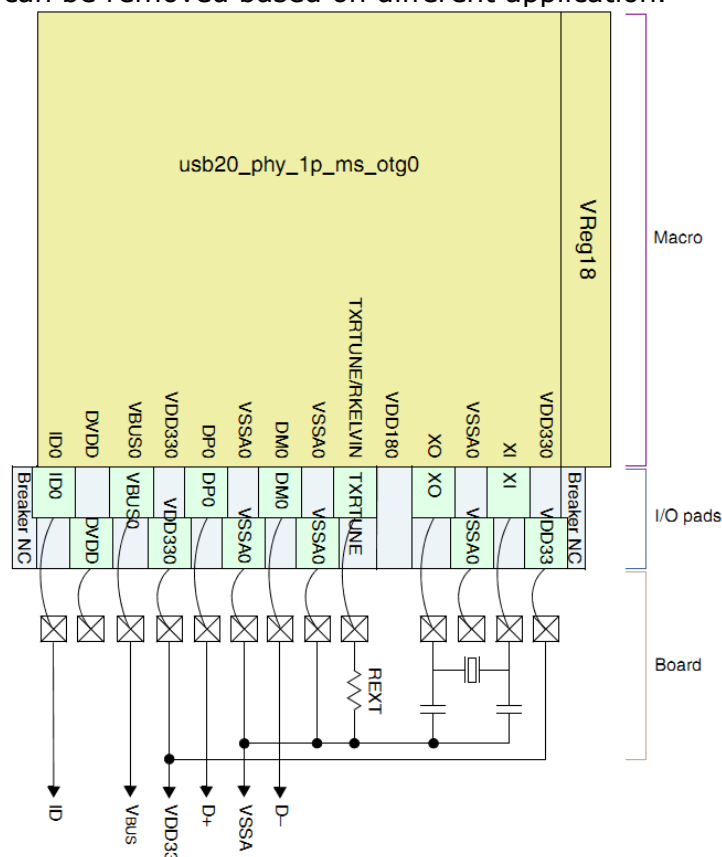 can be removed based on different application.
usb20_phy_1p_ms_otg0
VReg18
Macro
ID0
DVDD
VBUS0
VDD330
DP0
VSSA0
DM0
VSSA0
TXRTUNE/RKELVIN
VDD180
XO
VSSA0
XI
VDD330
Breaker NC
ID0
DVDD
VBUS0
VDD330
DP0
VSSA0
DM0
VSSA0
TXRTUNE
XO
VSSA0
XI
VDD33
Breaker NC
I/O pads
REXT
Board
ID
VBUS
VDD33
D+
VSSA
D−